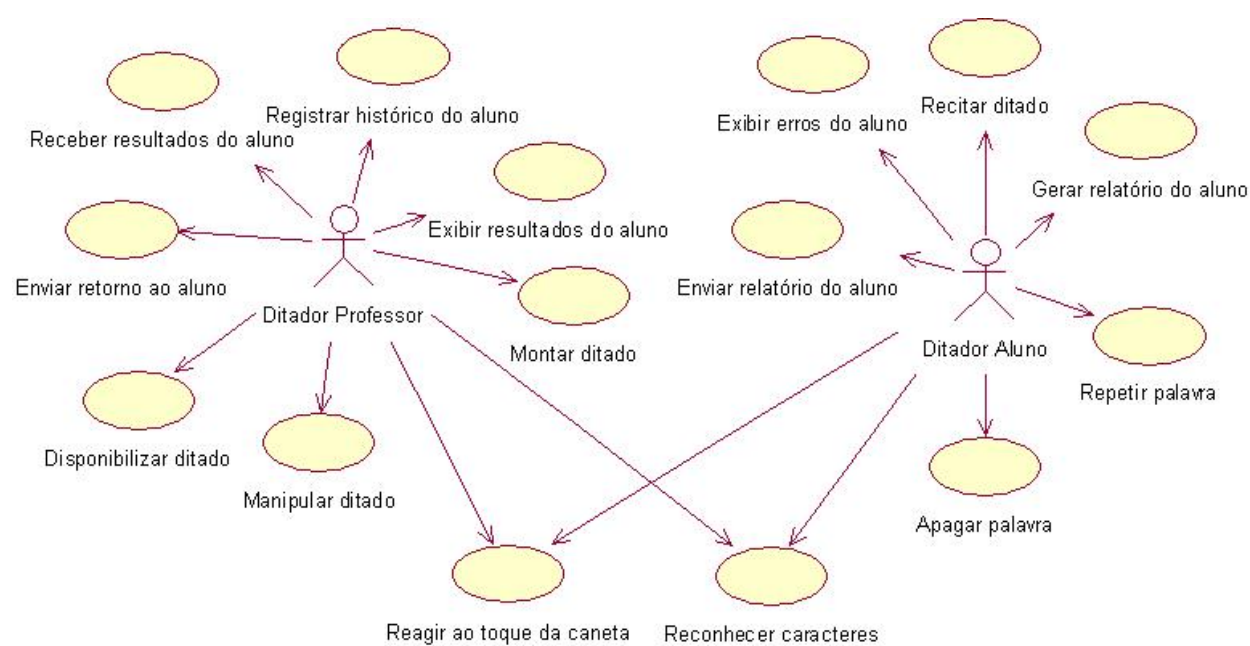 Registrar histórico do aluno
Receber resultados do aluno
Exibir resultados do aluno
Enviar retorno ao aluno
Ditador Professor
Montar ditado
Disponibilizar ditado
Manipular ditado
Recitar ditado
Exibir erros do aluno
Gerar relatório do aluno
Enviar relatório do aluno
Ditador Aluno
Repetir palavra
Apagar palavra
Reagir ao toque da caneta
Reconhecer caracteres